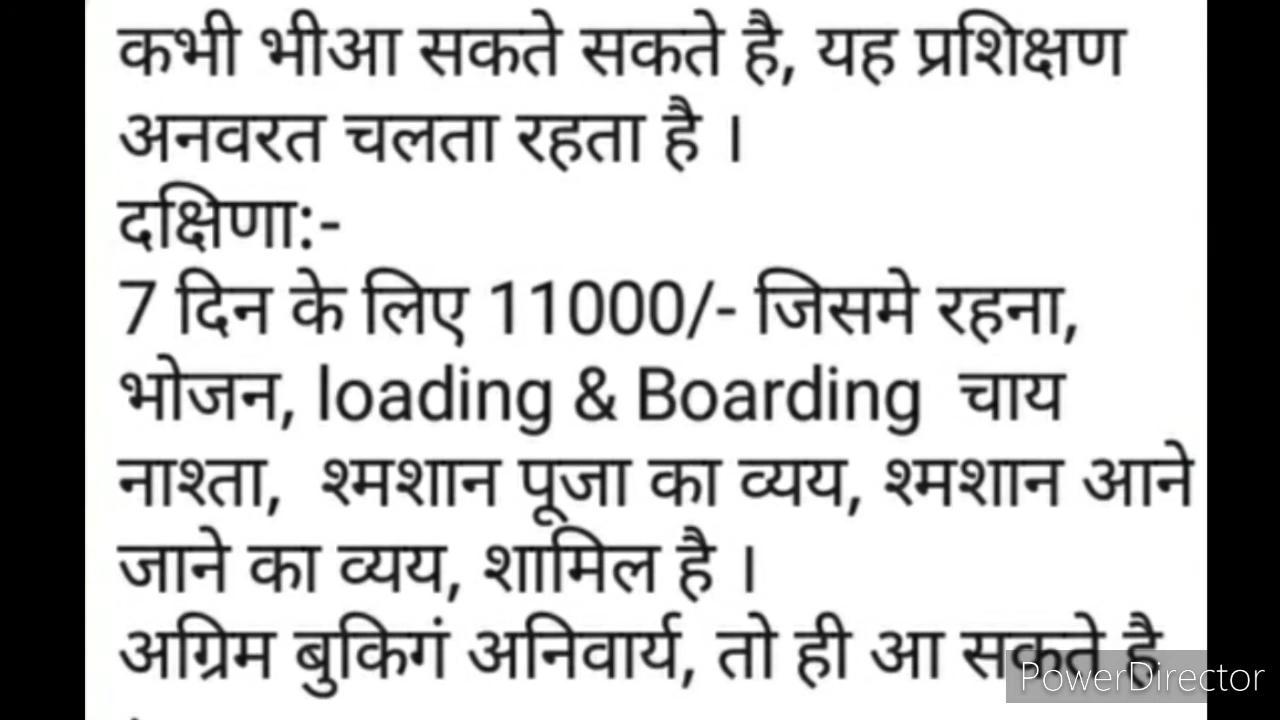 कभी भीआ सकते सकते है, यह प्रशिक्षण
अनवरत चलता रहता है ।
दक्षिणा:-
7 दिन के लिए 11000/- जिसमे रहना,
भोजन, loading & Boarding चाय
नाश्ता, श्मशान पूजा का व्यय, श्मशान आने
जाने का व्यय, शामिल है ।
अग्रिम बुकिगं अनिवार्य, तो ही आ सकते है
PowerDirector